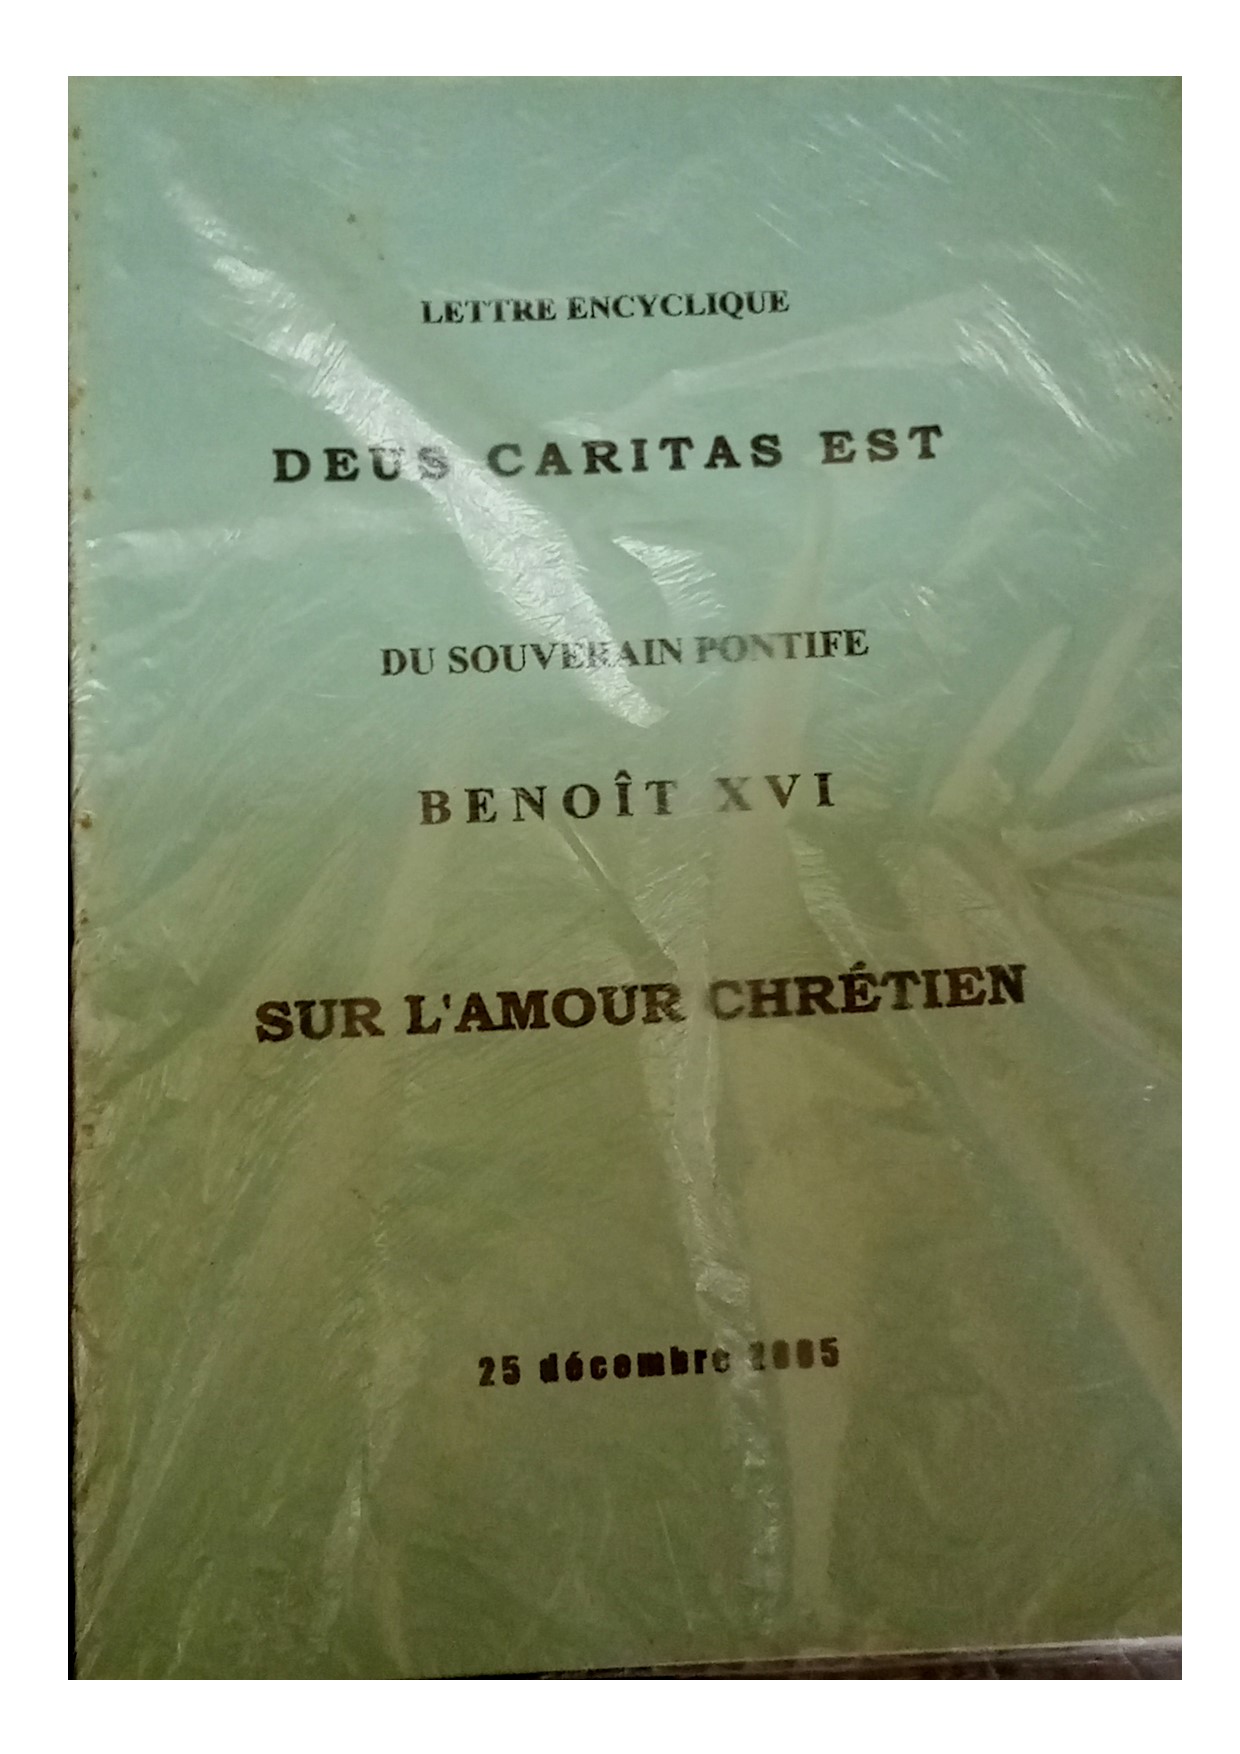 LETTRE ENCYCLIQUE
DEUS CARITAS EST
DU SOUVERAIN PONTIFE
BENOÎT XVI
SUR L'AMOUR CHRÉTIEN
25 décembre 2005